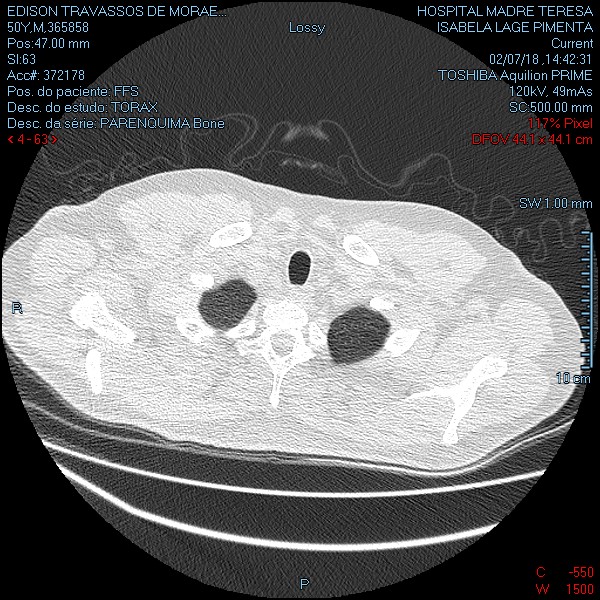 EDISON TRAVASSOS DE MORAE...
50Y,M,365858
Pos:47.00 mm
SI:63
Acc#: 372178
Pos. do paciente: FFS
Desc. do estudo: TORAX
Desc. da série: PARENQUIMA Bone
< 4 - 63 >
Lossy
HOSPITAL MADRE TERESA
ISABELA LAGE PIMENTA
Current
02/07/18 ,14:42:31
TOSHIBA Aquilion PRIME
120kV, 49mAs
SC:500.00 mm
117% Pixel
DFOV 44.1 x 44.1 cm
SW:1.00 mm
R
10 cm
P
C -550
W 1500